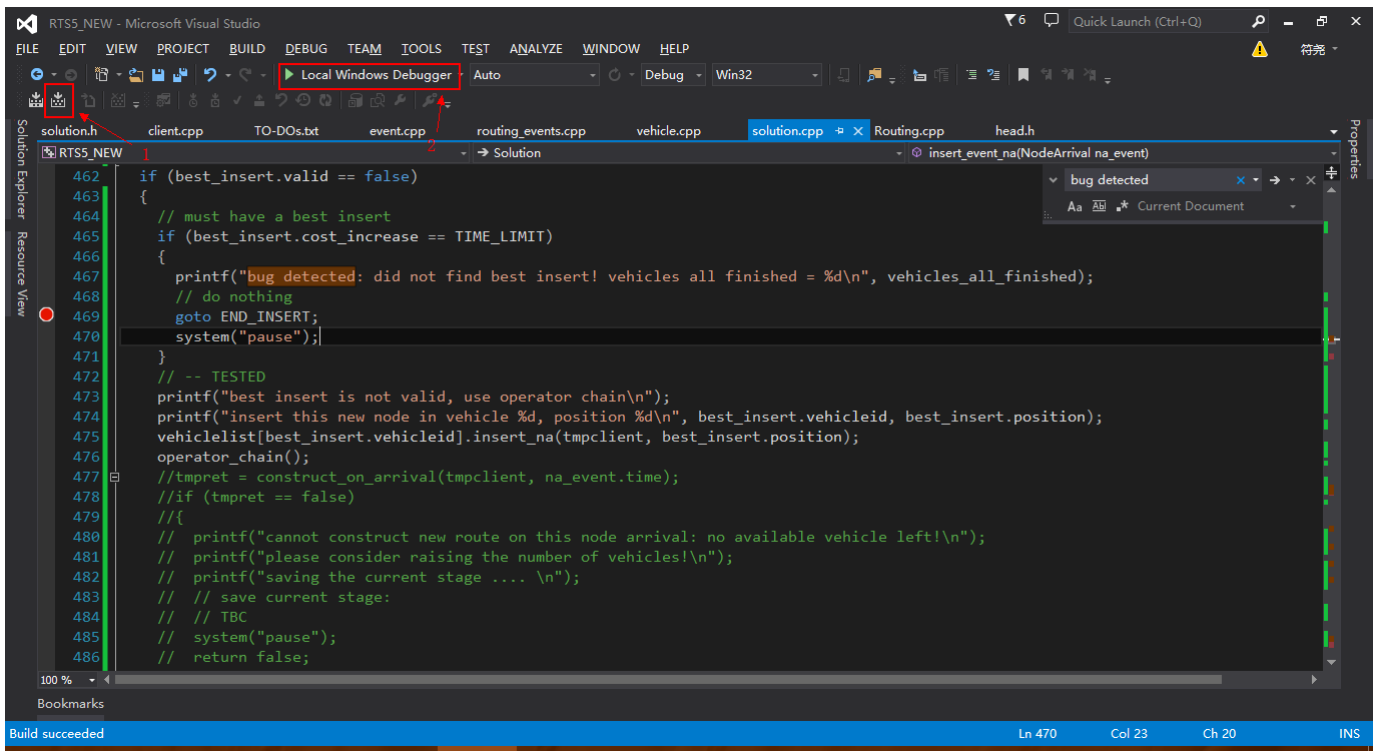 RTS5_NEW - Microsoft Visual Studio
6
Quick Launch (Ctrl+Q)
FILE EDIT VIEW PROJECT BUILD DEBUG TEAM TOOLS TEST ANALYZE WINDOW HELP
符尧
Local Windows Debugger Auto Debug Win32
1
2
solution.h client.cpp TO-DOs.txt event.cpp routing_events.cpp vehicle.cpp solution.cpp Routing.cpp head.h
RTS5_NEW Solution insert_event_na(NodeArrival na_event)
bug detected
Aa Abl .* Current Document
Solution Explorer
Resource View
Properties
462 if (best_insert.valid == false)
463 {
464 // must have a best insert
465 if (best_insert.cost_increase == TIME_LIMIT)
466 {
467 printf("bug detected: did not find best insert! vehicles all finished = %d\n", vehicles_all_finished);
468 // do nothing
469 goto END_INSERT;
470 system("pause");
471 }
472 // -- TESTED
473 printf("best insert is not valid, use operator chain\n");
474 printf("insert this new node in vehicle %d, position %d\n", best_insert.vehicleid, best_insert.position);
475 vehiclelist[best_insert.vehicleid].insert_na(tmpclient, best_insert.position);
476 operator_chain();
477 //tmpret = construct_on_arrival(tmpclient, na_event.time);
478 //if (tmpret == false)
479 //{
480 // printf("cannot construct new route on this node arrival: no available vehicle left!\n");
481 // printf("please consider raising the number of vehicles!\n");
482 // printf("saving the current stage .... \n");
483 // // save current stage:
484 // // TBC
485 // system("pause");
486 // return false;
100 %
Bookmarks
Build succeeded Ln 470 Col 23 Ch 20 INS